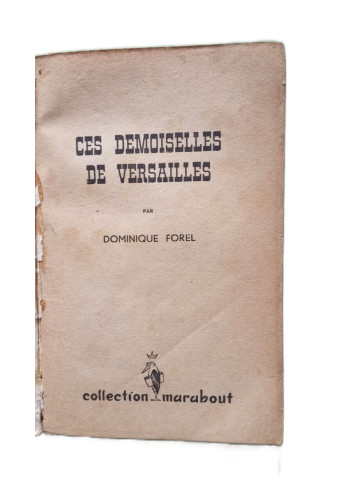 CES DEMOISELLES
DE VERSAILLES
PAR
DOMINIQUE FOREL
collection marabout